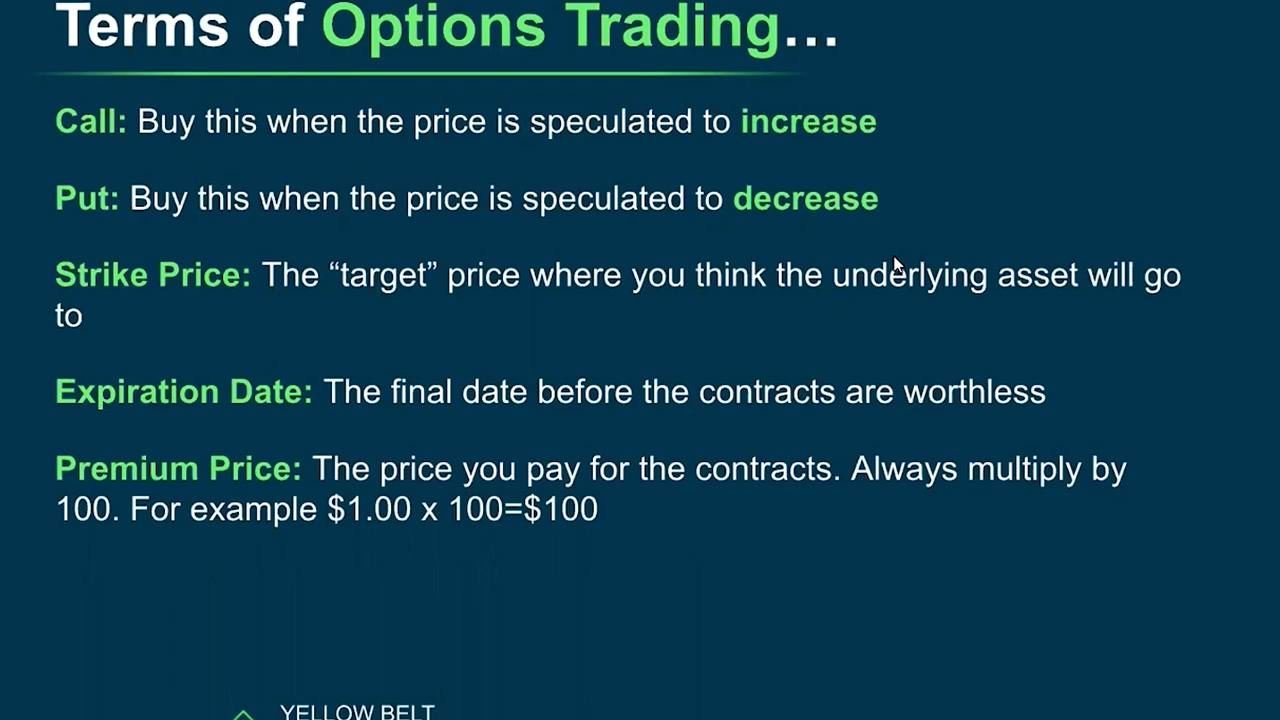 Terms of Options Trading...
Call: Buy this when the price is speculated to increase
Put: Buy this when the price is speculated to decrease
Strike Price: The “target” price where you think the underlying asset will go
to
Expiration Date: The final date before the contracts are worthless
Premium Price: The price you pay for the contracts. Always multiply by
100. For example $1.00 x 100=$100
YELLOW BELT